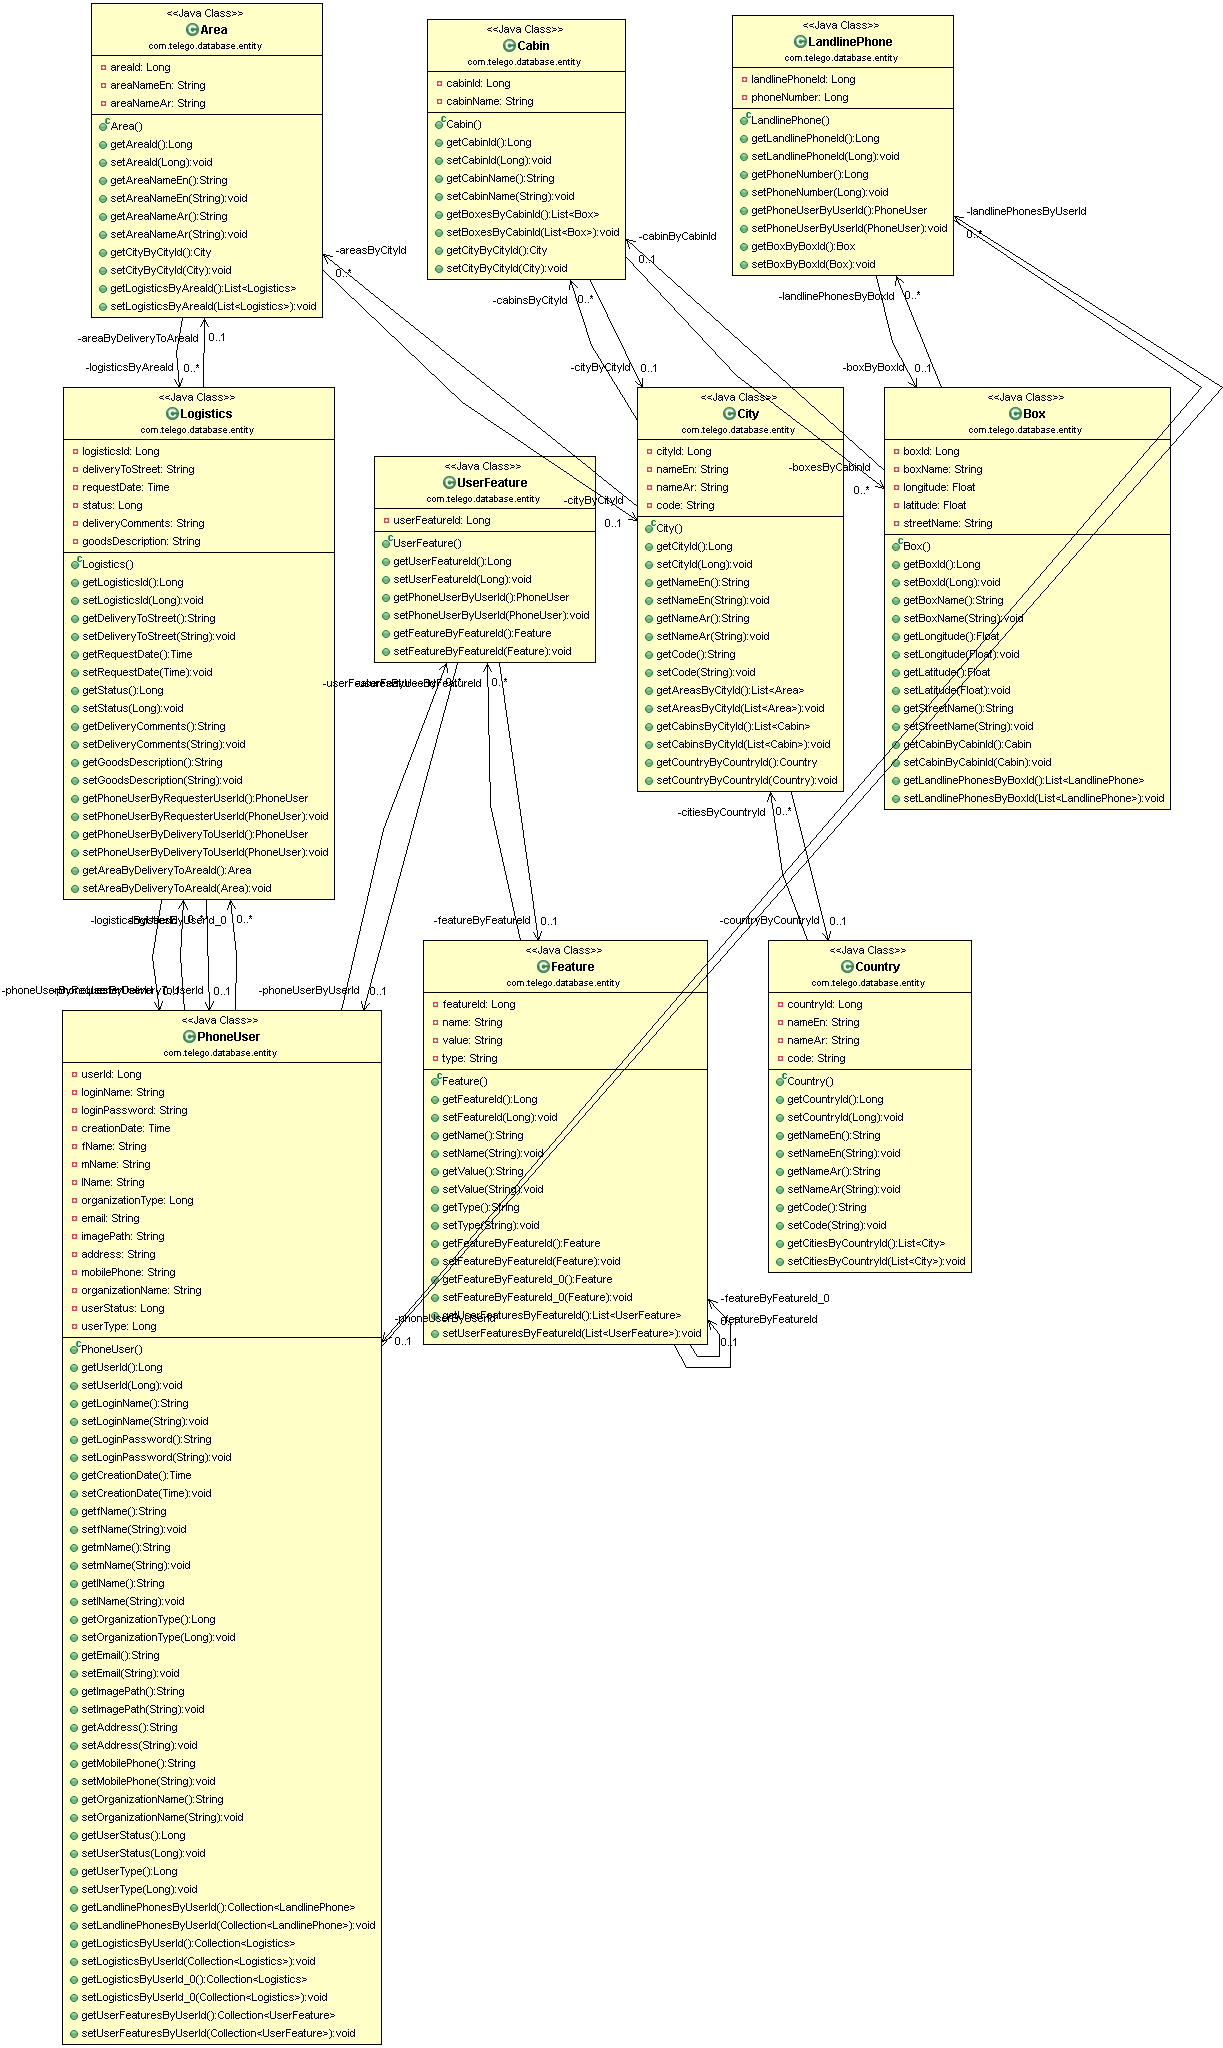 <<Java Class>>
Area
com.telego.database.entity
areaId: Long
areaNameEn: String
areaNameAr: String
Area()
getAreaId():Long
setAreaId(Long):void
getAreaNameEn():String
setAreaNameEn(String):void
getAreaNameAr():String
setAreaNameAr(String):void
getCityByCityId():City
setCityByCityId(City):void
getLogisticsByAreaId():List<Logistics>
setLogisticsByAreaId(List<Logistics>):void
<<Java Class>>
Cabin
com.telego.database.entity
cabinId: Long
cabinName: String
Cabin()
getCabinId():Long
setCabinId(Long):void
getCabinName():String
setCabinName(String):void
getBoxesByCabinId():List<Box>
setBoxesByCabinId(List<Box>):void
getCityByCityId():City
setCityByCityId(City):void
<<Java Class>>
LandlinePhone
com.telego.database.entity
landlinePhoneId: Long
phoneNumber: Long
LandlinePhone()
getLandlinePhoneId():Long
setLandlinePhoneId(Long):void
getPhoneNumber():Long
setPhoneNumber(Long):void
getPhoneUserByUserId():PhoneUser
setPhoneUserByUserId(PhoneUser):void
getBoxByBoxId():Box
setBoxByBoxId(Box):void
-areasByCityId
0..*
-cabinByCabinId
0..1
-landlinePhonesByUserId
0..*
-cabinsByCityId
0..*
-landlinePhonesByBoxId
0..*
-areaByDeliveryToAreaId
0..1
-logisticsByAreaId
0..*
-cityByCityId
0..1
-boxByBoxId
0..1
<<Java Class>>
Logistics
com.telego.database.entity
logisticsId: Long
deliveryToStreet: String
requestDate: Time
status: Long
deliveryComments: String
goodsDescription: String
Logistics()
getLogisticsId():Long
setLogisticsId(Long):void
getDeliveryToStreet():String
setDeliveryToStreet(String):void
getRequestDate():Time
setRequestDate(Time):void
getStatus():Long
setStatus(Long):void
getDeliveryComments():String
setDeliveryComments(String):void
getGoodsDescription():String
setGoodsDescription(String):void
getPhoneUserByRequesterUserId():PhoneUser
setPhoneUserByRequesterUserId(PhoneUser):void
getPhoneUserByDeliveryToUserId():PhoneUser
setPhoneUserByDeliveryToUserId(PhoneUser):void
getAreaByDeliveryToAreaId():Area
setAreaByDeliveryToAreaId(Area):void
<<Java Class>>
UserFeature
com.telego.database.entity
userFeatureId: Long
UserFeature()
getUserFeatureId():Long
setUserFeatureId(Long):void
getPhoneUserByUserId():PhoneUser
setPhoneUserByUserId(PhoneUser):void
getFeatureByFeatureId():Feature
setFeatureByFeatureId(Feature):void
-cityByCityId
0..1
<<Java Class>>
City
com.telego.database.entity
cityId: Long
nameEn: String
nameAr: String
code: String
City()
getCityId():Long
setCityId(Long):void
getNameEn():String
setNameEn(String):void
getNameAr():String
setNameAr(String):void
getCode():String
setCode(String):void
getAreasByCityId():List<Area>
setAreasByCityId(List<Area>):void
getCabinsByCityId():List<Cabin>
setCabinsByCityId(List<Cabin>):void
getCountryByCountryId():Country
setCountryByCountryId(Country):void
-boxesByCabinId
0..*
<<Java Class>>
Box
com.telego.database.entity
boxId: Long
boxName: String
longitude: Float
latitude: Float
streetName: String
Box()
getBoxId():Long
setBoxId(Long):void
getBoxName():String
setBoxName(String):void
getLongitude():Float
setLongitude(Float):void
getLatitude():Float
setLatitude(Float):void
getStreetName():String
setStreetName(String):void
getCabinByCabinId():Cabin
setCabinByCabinId(Cabin):void
getLandlinePhonesByBoxId():List<LandlinePhone>
setLandlinePhonesByBoxId(List<LandlinePhone>):void
0..*
-citiesByCountryId
0..*
0..*
-featureByFeatureId
0..1
-countryByCountryId
0..1
0..1
-phoneUserByUserId
0..1
<<Java Class>>
PhoneUser
com.telego.database.entity
userId: Long
loginName: String
loginPassword: String
creationDate: Time
fName: String
mName: String
lName: String
organizationType: Long
email: String
imagePath: String
address: String
mobilePhone: String
organizationName: String
userStatus: Long
userType: Long
PhoneUser()
getUserId():Long
setUserId(Long):void
getLoginName():String
setLoginName(String):void
getLoginPassword():String
setLoginPassword(String):void
getCreationDate():Time
setCreationDate(Time):void
getfName():String
setfName(String):void
getmName():String
setmName(String):void
getlName():String
setlName(String):void
getOrganizationType():Long
setOrganizationType(Long):void
getEmail():String
setEmail(String):void
getImagePath():String
setImagePath(String):void
getAddress():String
setAddress(String):void
getMobilePhone():String
setMobilePhone(String):void
getOrganizationName():String
setOrganizationName(String):void
getUserStatus():Long
setUserStatus(Long):void
getUserType():Long
setUserType(Long):void
getLandlinePhonesByUserId():Collection<LandlinePhone>
setLandlinePhonesByUserId(Collection<LandlinePhone>):void
getLogisticsByUserId():Collection<Logistics>
setLogisticsByUserId(Collection<Logistics>):void
getLogisticsByUserId_0():Collection<Logistics>
setLogisticsByUserId_0(Collection<Logistics>):void
getUserFeaturesByUserId():Collection<UserFeature>
setUserFeaturesByUserId(Collection<UserFeature>):void
<<Java Class>>
Feature
com.telego.database.entity
featureId: Long
name: String
value: String
type: String
Feature()
getFeatureId():Long
setFeatureId(Long):void
getName():String
setName(String):void
getValue():String
setValue(String):void
getType():String
setType(String):void
getFeatureByFeatureId():Feature
setFeatureByFeatureId(Feature):void
getFeatureByFeatureId_0():Feature
setFeatureByFeatureId_0(Feature):void
getUserFeaturesByFeatureId():List<UserFeature>
setUserFeaturesByFeatureId(List<UserFeature>):void
<<Java Class>>
Country
com.telego.database.entity
countryId: Long
nameEn: String
nameAr: String
code: String
Country()
getCountryId():Long
setCountryId(Long):void
getNameEn():String
setNameEn(String):void
getNameAr():String
setNameAr(String):void
getCode():String
setCode(String):void
getCitiesByCountryId():List<City>
setCitiesByCountryId(List<City>):void
-phoneUserByUserId
0..1
-featureByFeatureId_0
-featureByFeatureId
0..1